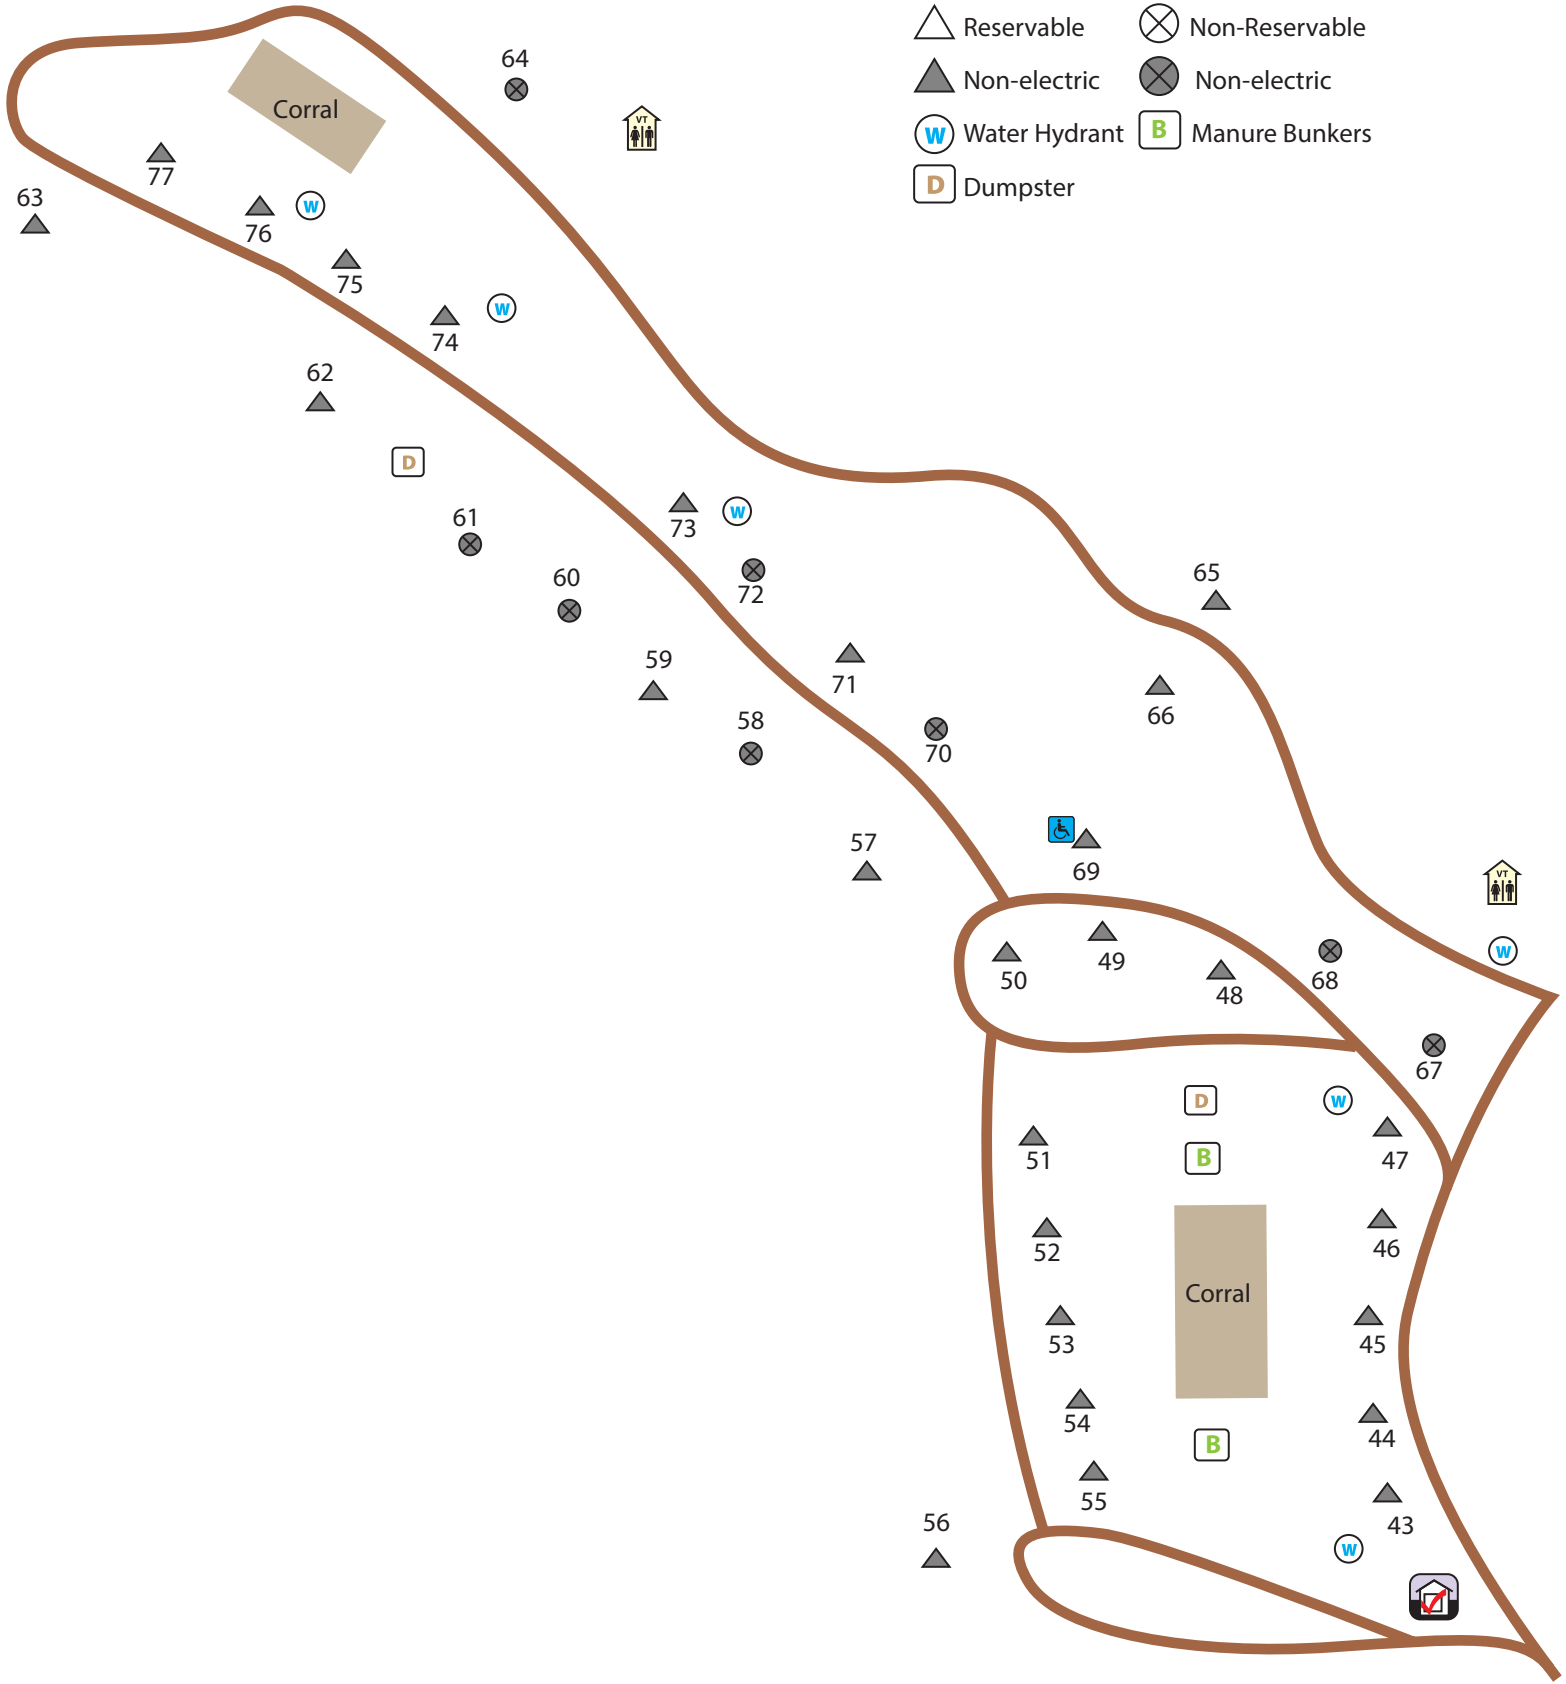 Reservable
Non-Reservable
Non-electric
Non-electric
W Water Hydrant
B Manure Bunkers
D Dumpster
64
VT
Corral
77
63
76
W
75
74
W
62
D
61
73
W
60
72
65
59
71
66
58
70
57
69
VT
W
50
49
48
68
67
D
W
51
B
47
52
46
Corral
53
45
54
44
B
55
43
56
W